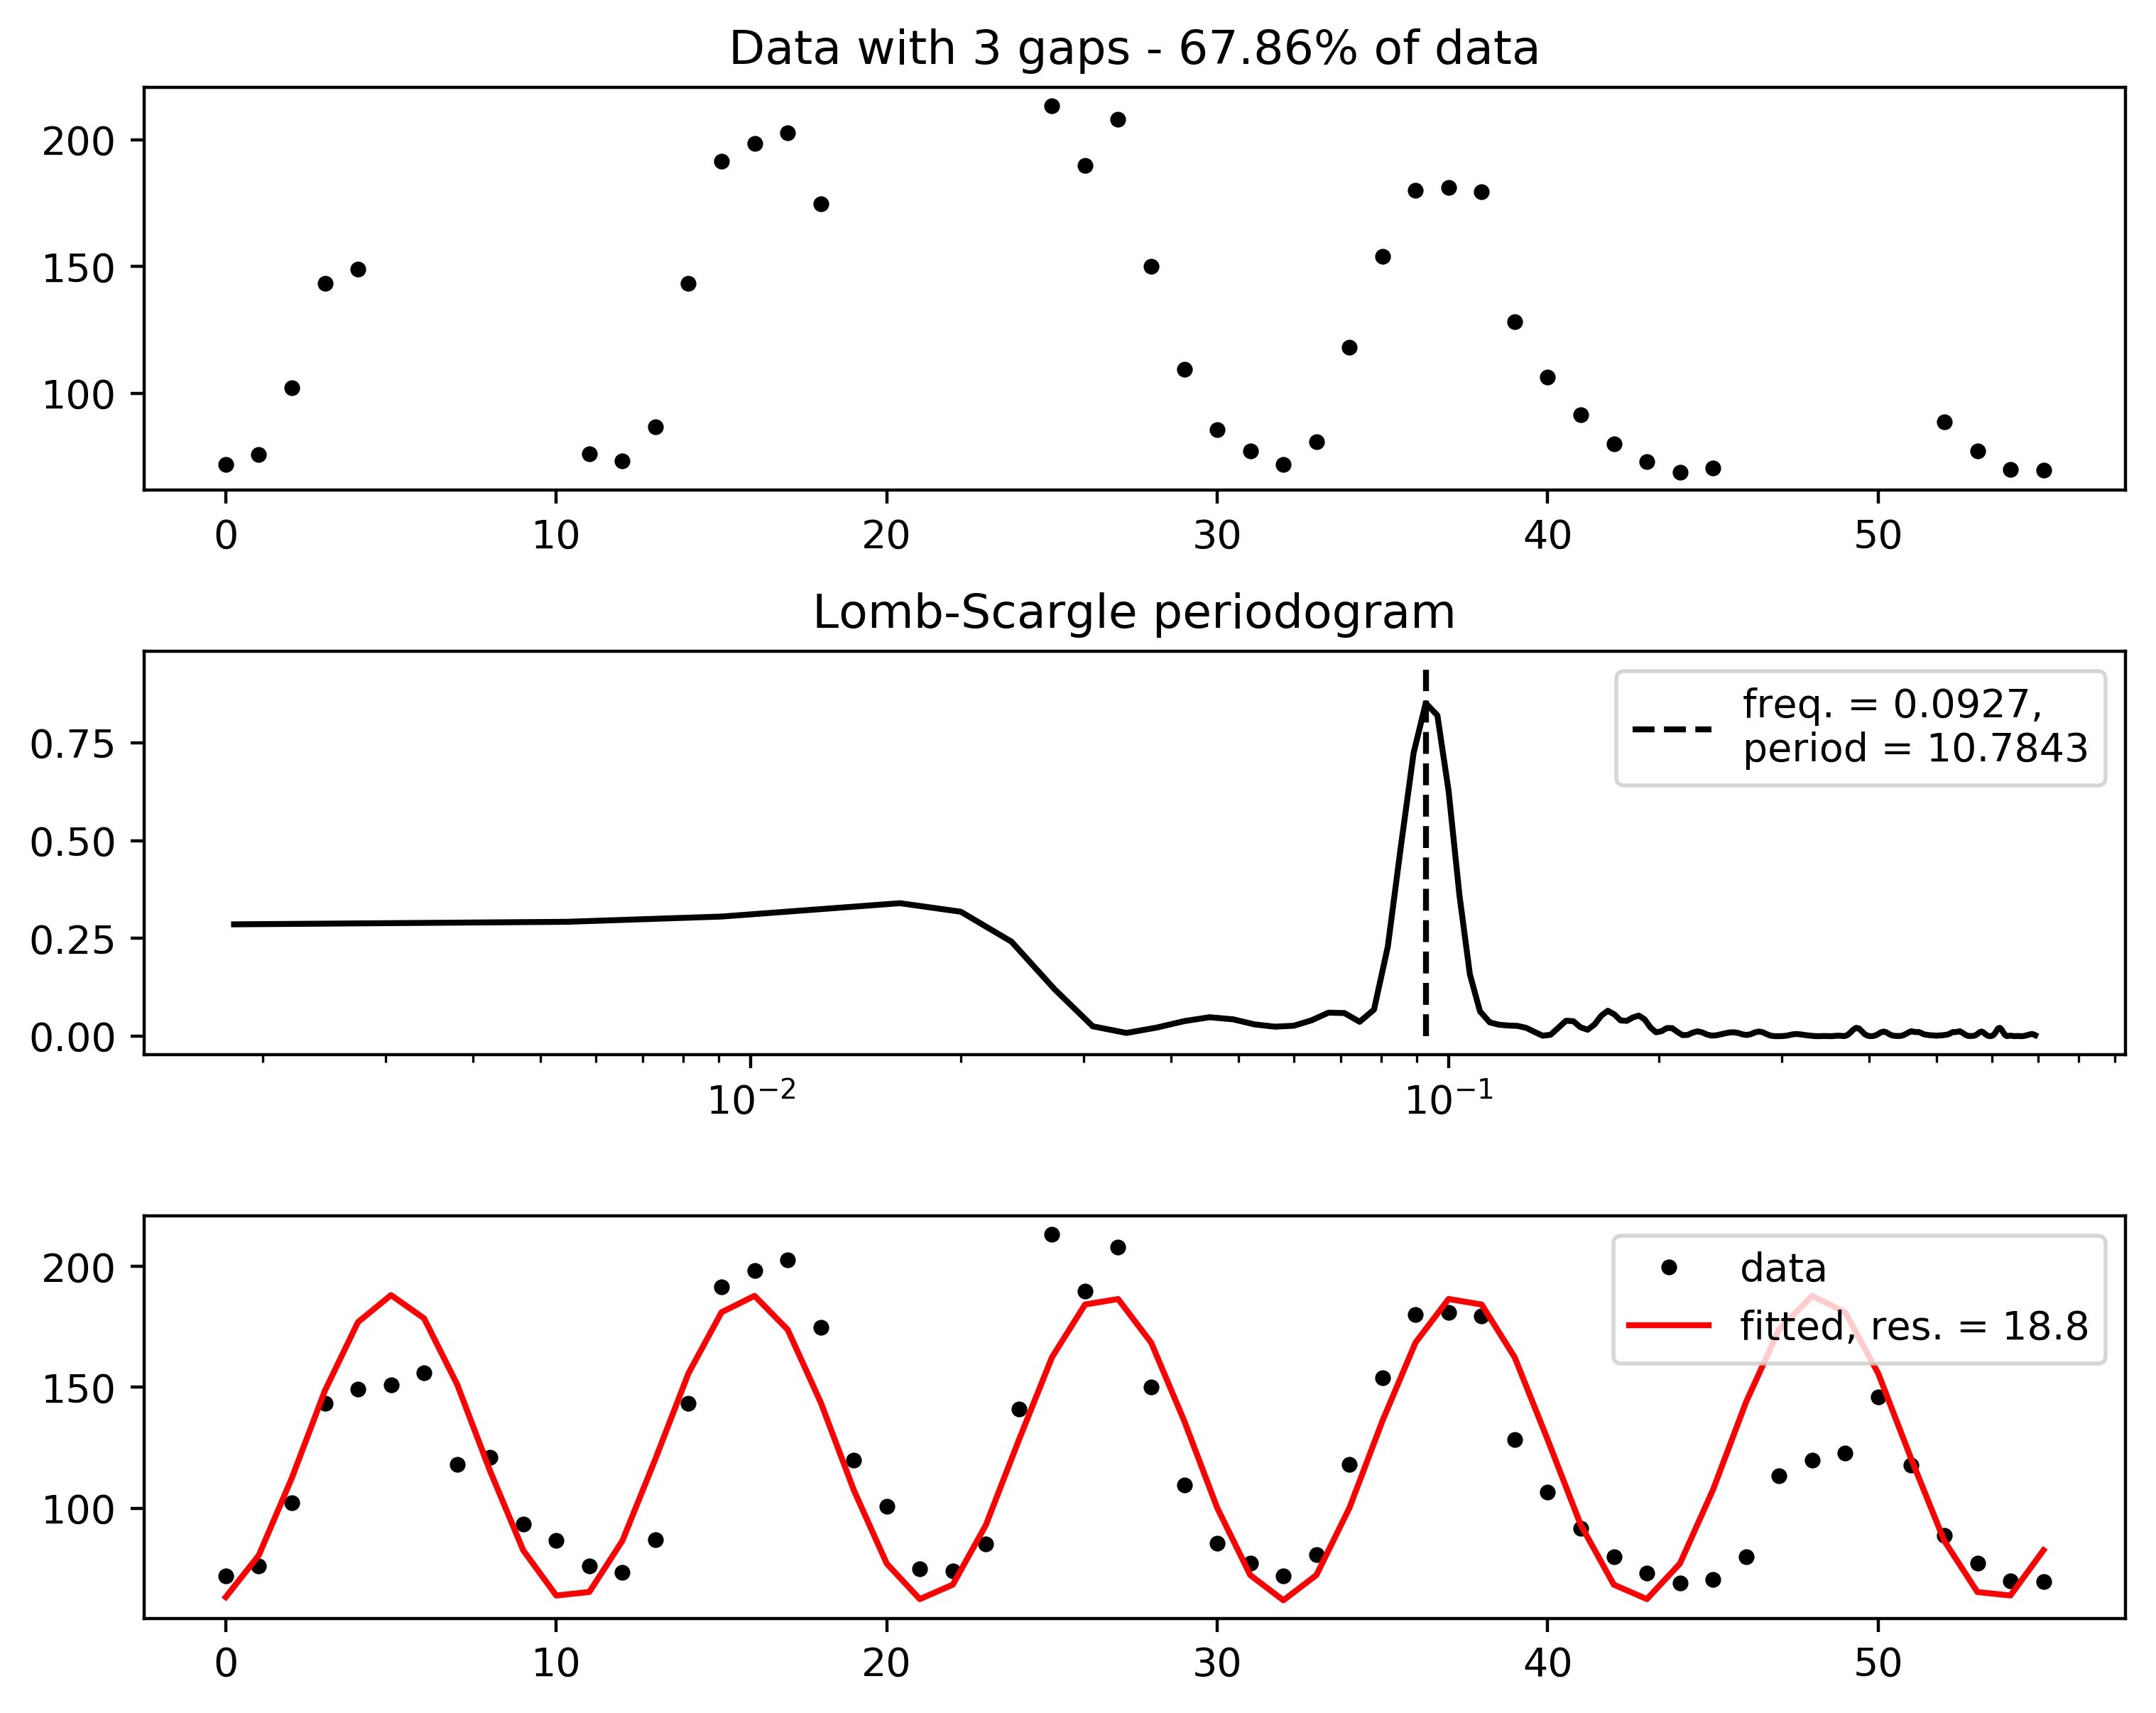 Data with 3 gaps - 67.86% of data
200
150
100
0 10 20 30 40 50
Lomb-Scargle periodogram
freq. = 0.0927,
period = 10.7843
0.75
0.50
0.25
0.00
10⁻² 10⁻¹
data
fitted, res. = 18.8
200
150
100
0 10 20 30 40 50